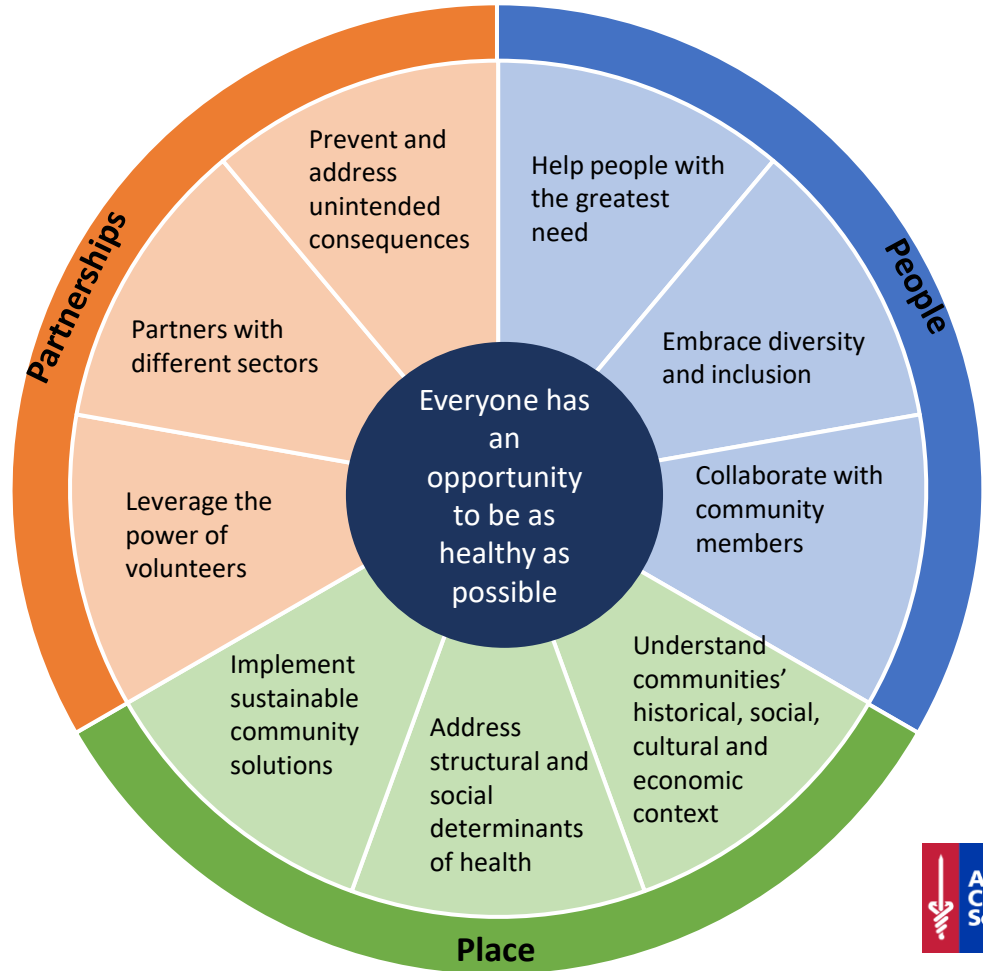 Prevent and
address
unintended
consequences
Help people with
the greatest
need
Partnerships
People
Partners with
different sectors
Embrace diversity
and inclusion
Everyone has
an
opportunity
to be as
healthy as
possible
Leverage the
power of
volunteers
Collaborate with
community
members
Implement
sustainable
community
solutions
Address
structural and
social
determinants
of health
Understand
communities’
historical, social,
cultural and
economic
context
Place